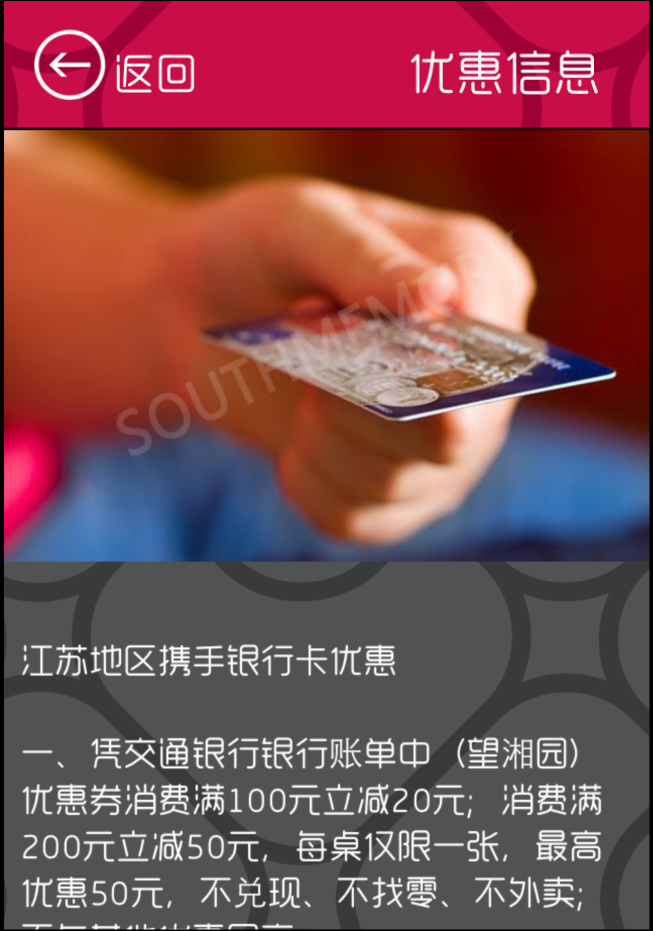 返回
优惠信息
SOUTHMEMORY
江苏地区携手银行卡优惠
一、凭交通银行银行账单中（望湘园）
优惠券消费满100元立减20元；消费满
200元立减50元，每桌仅限一张，最高
优惠50元，不兑现、不找零、不外卖；